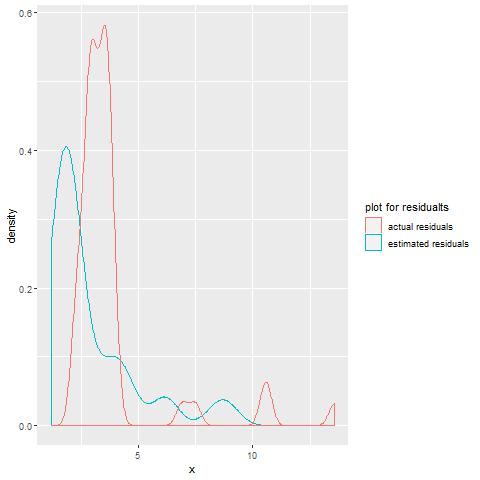 0.6
0.4
0.2
0.0
density
5
10
x
plot for residualts
actual residuals
estimated residuals